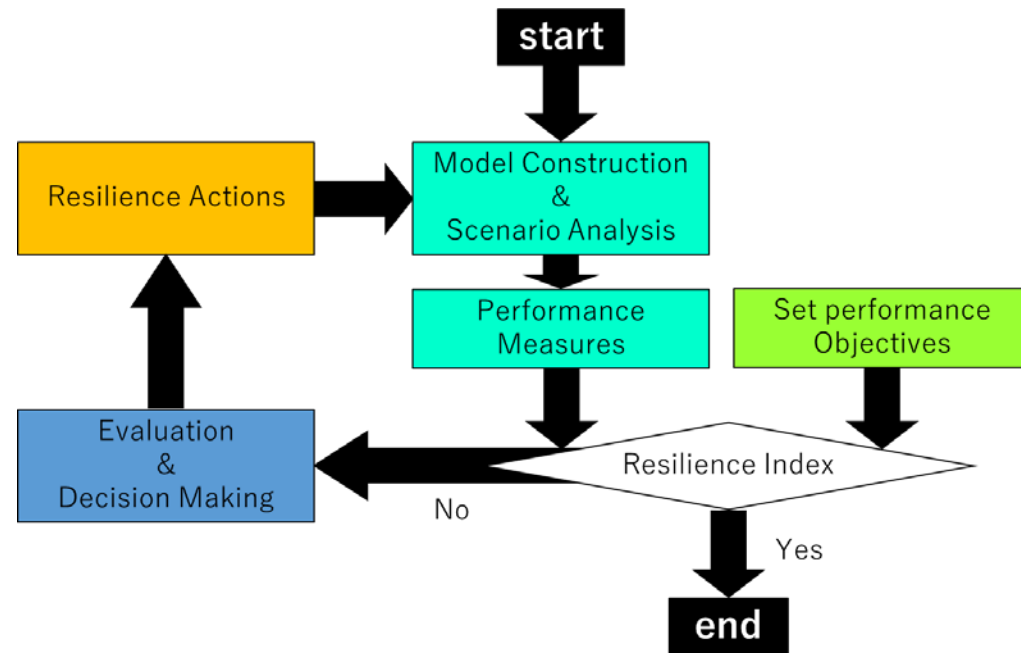 start
Resilience Actions
Model Construction
&
Scenario Analysis
Performance
Measures
Set performance
Objectives
Evaluation
&
Decision Making
Resilience Index
No
Yes
end